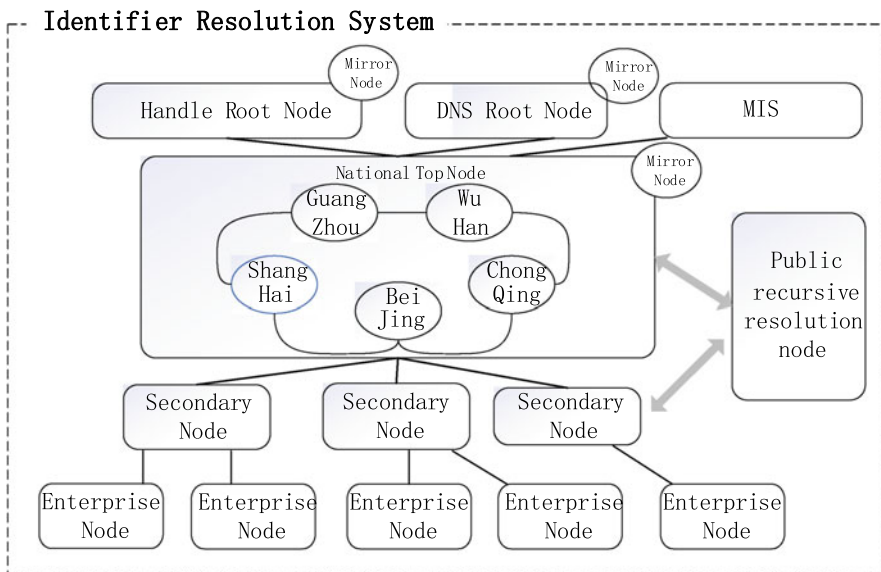 Identifier Resolution System
Mirror
Node
Mirror
Node
Handle Root Node
DNS Root Node
MIS
Mirror
Node
National Top Node
Guang
Zhou
Wu
Han
Shang
Hai
Bei
Jing
Chong
Qing
Public
recursive
resolution
node
Secondary
Node
Secondary
Node
Secondary
Node
Enterprise
Node
Enterprise
Node
Enterprise
Node
Enterprise
Node
Enterprise
Node